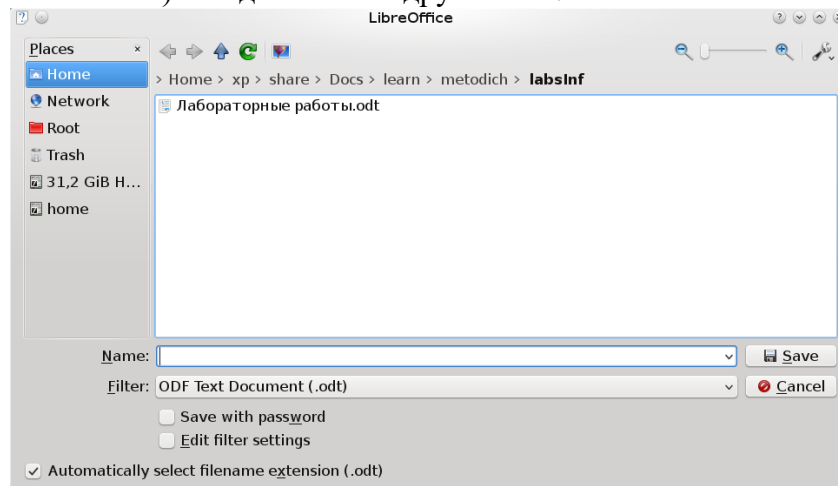 LibreOffice
Places
Home
Network
Root
Trash
31,2 GiB H...
home
> Home > xp > share > Docs > learn > metodich > labsInf
Лабораторные работы.odt
Name:
Save
Filter: ODF Text Document (.odt)
Cancel
Save with password
Edit filter settings
Automatically select filename extension (.odt)